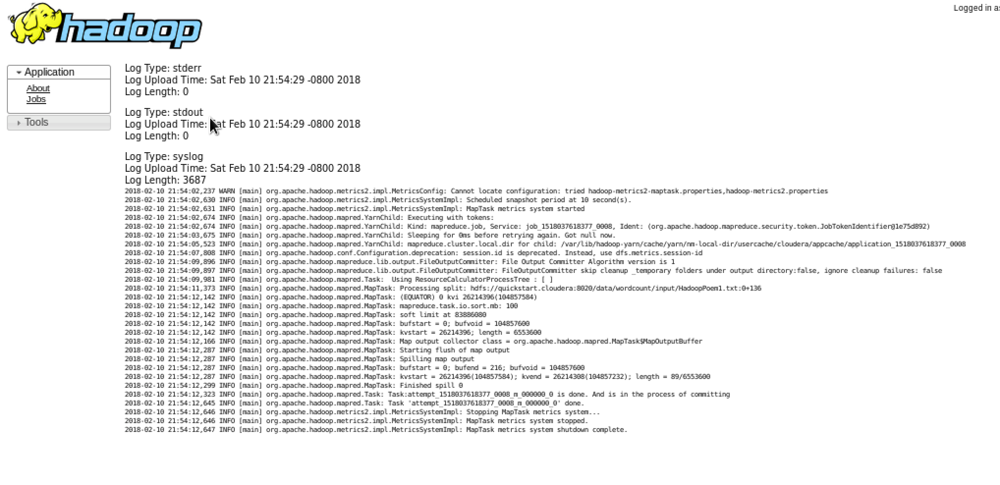 hadoop
Logged in as
Application
About
Jobs
Tools
Log Type: stderr
Log Upload Time: Sat Feb 10 21:54:29 -0800 2018
Log Length: 0
Log Type: stdout
Log Upload Time: Sat Feb 10 21:54:29 -0800 2018
Log Length: 0
Log Type: syslog
Log Upload Time: Sat Feb 10 21:54:29 -0800 2018
Log Length: 3687
2018-02-10 21:54:02,237 WARN [main] org.apache.hadoop.metrics2.impl.MetricsConfig: Cannot locate configuration: tried hadoop-metrics2-maptask.properties,hadoop-metrics2.properties
2018-02-10 21:54:02,630 INFO [main] org.apache.hadoop.metrics2.impl.MetricsSystemImpl: Scheduled snapshot period at 10 second(s).
2018-02-10 21:54:02,631 INFO [main] org.apache.hadoop.metrics2.impl.MetricsSystemImpl: MapTask metrics system started
2018-02-10 21:54:02,674 INFO [main] org.apache.hadoop.mapred.YarnChild: Executing with tokens:
2018-02-10 21:54:02,674 INFO [main] org.apache.hadoop.mapred.YarnChild: Kind: mapreduce.job, Service: job_1518037618377_0008, Ident: (org.apache.hadoop.mapreduce.security.token.JobTokenIdentifier@1e75d892)
2018-02-10 21:54:03,675 INFO [main] org.apache.hadoop.mapred.YarnChild: Sleeping for 0ms before retrying again. Got null now.
2018-02-10 21:54:05,523 INFO [main] org.apache.hadoop.mapred.YarnChild: mapreduce.cluster.local.dir for child: /var/lib/hadoop-yarn/cache/yarn/nm-local-dir/usercache/cloudera/appcache/application_1518037618377_0008
2018-02-10 21:54:07,808 INFO [main] org.apache.hadoop.conf.Configuration.deprecation: session.id is deprecated. Instead, use dfs.metrics.session-id
2018-02-10 21:54:09,896 INFO [main] org.apache.hadoop.mapreduce.lib.output.FileOutputCommitter: File Output Committer Algorithm version is 1
2018-02-10 21:54:09,897 INFO [main] org.apache.hadoop.mapreduce.lib.output.FileOutputCommitter: FileOutputCommitter skip cleanup _temporary folders under output directory:false, ignore cleanup failures: false
2018-02-10 21:54:09,981 INFO [main] org.apache.hadoop.mapred.Task:  Using ResourceCalculatorProcessTree : [ ]
2018-02-10 21:54:11,373 INFO [main] org.apache.hadoop.mapred.MapTask: Processing split: hdfs://quickstart.cloudera:8020/data/wordcount/input/HadoopPoem1.txt:0+136
2018-02-10 21:54:12,142 INFO [main] org.apache.hadoop.mapred.MapTask: (EQUATOR) 0 kvi 26214396(104857584)
2018-02-10 21:54:12,142 INFO [main] org.apache.hadoop.mapred.MapTask: mapreduce.task.io.sort.mb: 100
2018-02-10 21:54:12,142 INFO [main] org.apache.hadoop.mapred.MapTask: soft limit at 83886080
2018-02-10 21:54:12,142 INFO [main] org.apache.hadoop.mapred.MapTask: bufstart = 0; bufvoid = 104857600
2018-02-10 21:54:12,142 INFO [main] org.apache.hadoop.mapred.MapTask: kvstart = 26214396; length = 6553600
2018-02-10 21:54:12,166 INFO [main] org.apache.hadoop.mapred.MapTask: Map output collector class = org.apache.hadoop.mapred.MapTask$MapOutputBuffer
2018-02-10 21:54:12,287 INFO [main] org.apache.hadoop.mapred.MapTask: Starting flush of map output
2018-02-10 21:54:12,287 INFO [main] org.apache.hadoop.mapred.MapTask: Spilling map output
2018-02-10 21:54:12,287 INFO [main] org.apache.hadoop.mapred.MapTask: bufstart = 0; bufend = 216; bufvoid = 104857600
2018-02-10 21:54:12,287 INFO [main] org.apache.hadoop.mapred.MapTask: kvstart = 26214396(104857584); kvend = 26214308(104857232); length = 89/6553600
2018-02-10 21:54:12,299 INFO [main] org.apache.hadoop.mapred.MapTask: Finished spill 0
2018-02-10 21:54:12,323 INFO [main] org.apache.hadoop.mapred.Task: Task:attempt_1518037618377_0008_m_000000_0 is done. And is in the process of committing
2018-02-10 21:54:12,645 INFO [main] org.apache.hadoop.mapred.Task: Task 'attempt_1518037618377_0008_m_000000_0' done.
2018-02-10 21:54:12,646 INFO [main] org.apache.hadoop.metrics2.impl.MetricsSystemImpl: Stopping MapTask metrics system...
2018-02-10 21:54:12,646 INFO [main] org.apache.hadoop.metrics2.impl.MetricsSystemImpl: MapTask metrics system stopped.
2018-02-10 21:54:12,647 INFO [main] org.apache.hadoop.metrics2.impl.MetricsSystemImpl: MapTask metrics system shutdown complete.